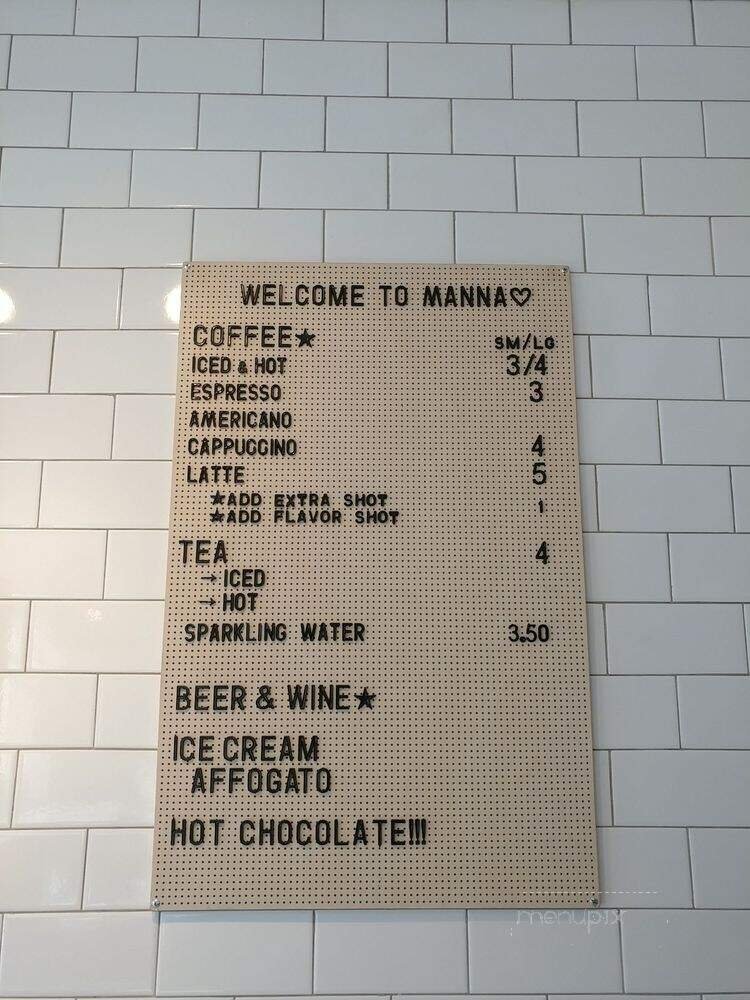 WELCOME TO MANNA♡
COFFEE★ SM/LG
ICED & HOT 3/4
ESPRESSO 3
AMERICANO
CAPPUCCINO 4
LATTE 5
★ADD EXTRA SHOT 1
★ADD FLAVOR SHOT
TEA 4
→ICED
→HOT
SPARKLING WATER 3.50
BEER & WINE★
ICE CREAM
AFFOGATO
HOT CHOCOLATE!!!
menupix